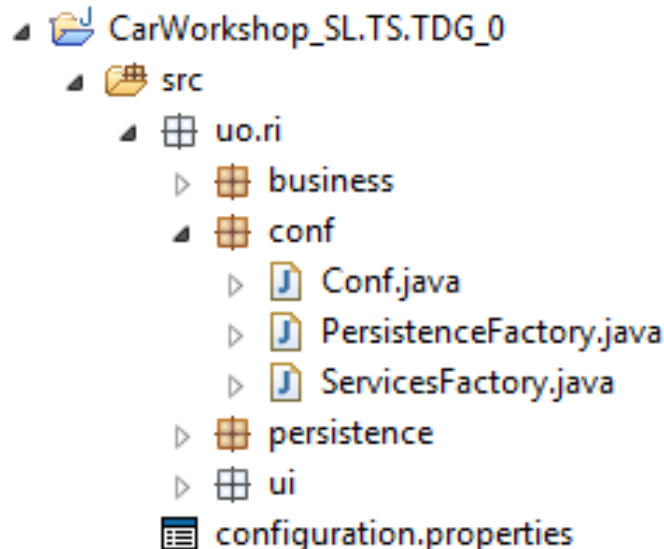 CarWorkshop_SL.TS.TDG_0
src
uo.ri
business
conf
Conf.java
PersistenceFactory.java
ServicesFactory.java
persistence
ui
configuration.properties